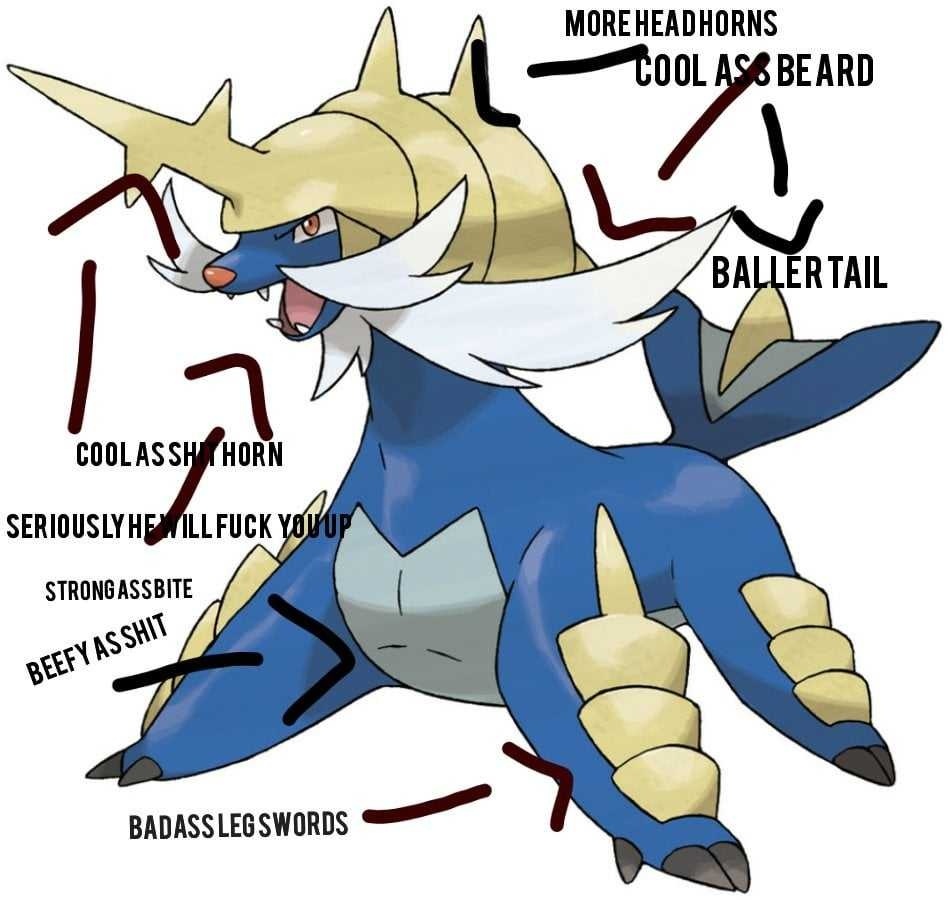 MORE HEADHORNS
COOL ASS BEARD
BALLER TAIL
COOL AS SHIT HORN
SERIOUSLY HE WILL FUCK YOU UP
STRONG ASS BITE
BEEFY AS SHIT
BADASS LEG SWORDS